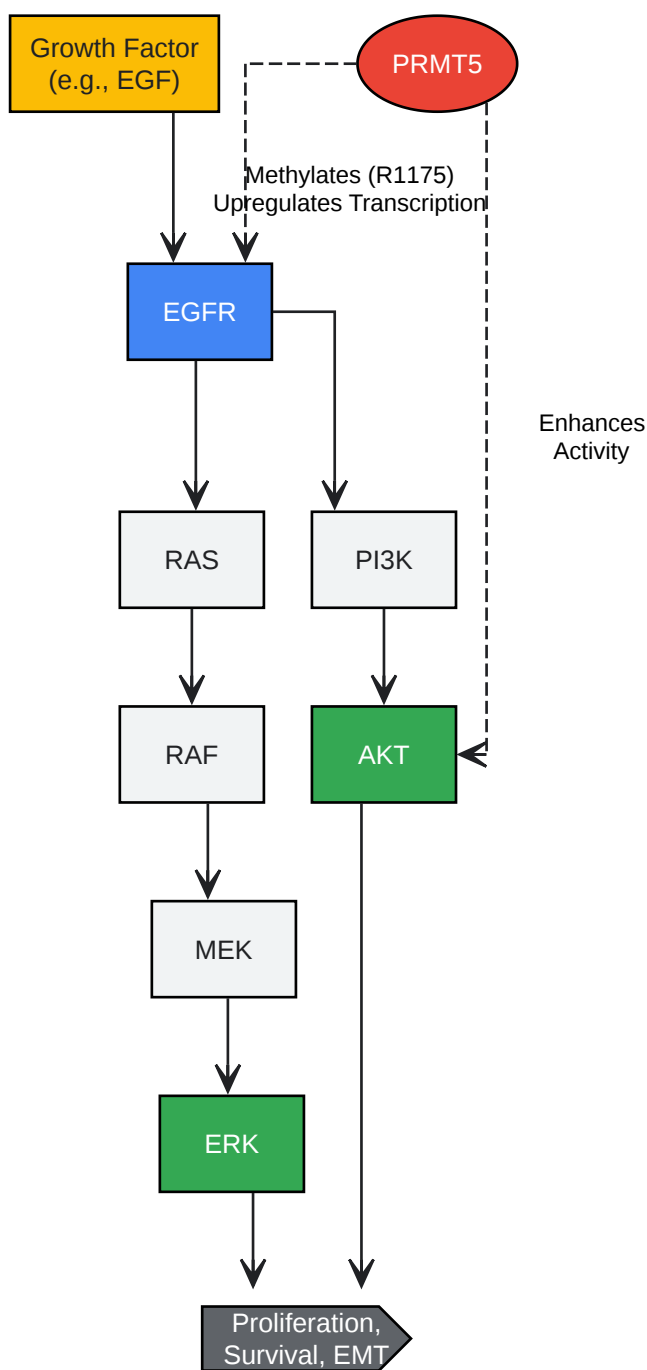 Growth Factor
(e.g., EGF)
PRMT5
Methylates (R1175)
Upregulates Transcription
EGFR
Enhances
Activity
RAS
PI3K
RAF
AKT
MEK
ERK
Proliferation,
Survival, EMT